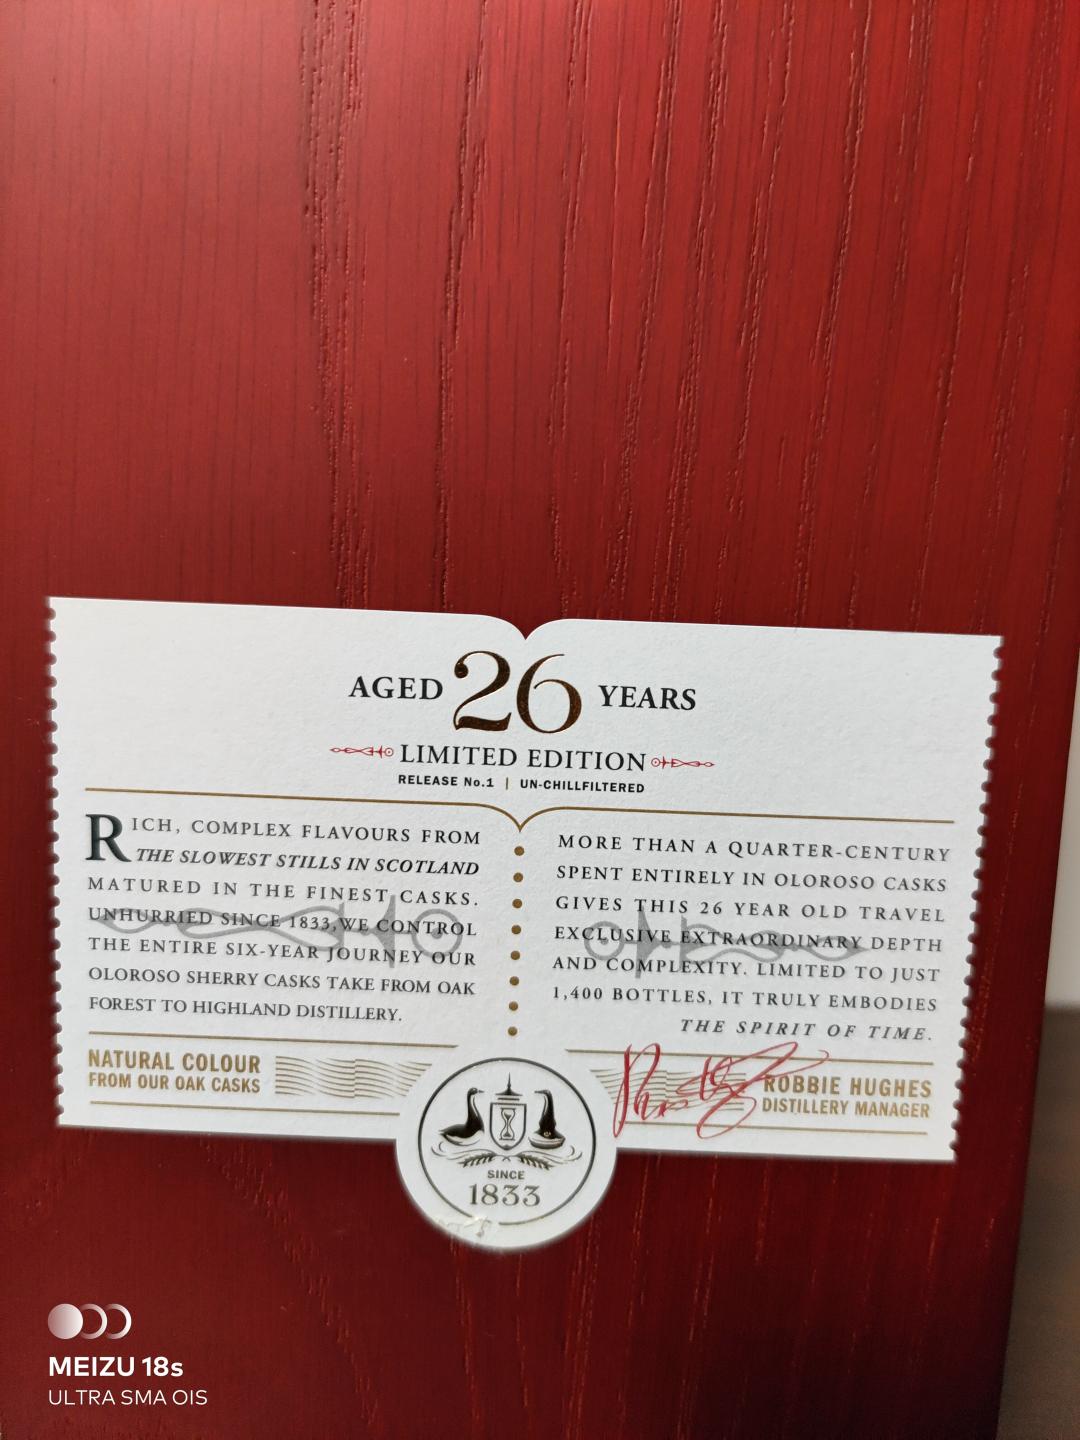 AGED 26 YEARS
LIMITED EDITION
RELEASE No.1 | UN-CHILLFILTERED
RICH, COMPLEX FLAVOURS FROM
THE SLOWEST STILLS IN SCOTLAND
MATURED IN THE FINEST CASKS.
UNHURRIED SINCE 1833,WE CONTROL
THE ENTIRE SIX-YEAR JOURNEY OUR
OLOROSO SHERRY CASKS TAKE FROM OAK
FOREST TO HIGHLAND DISTILLERY.
MORE THAN A QUARTER-CENTURY
SPENT ENTIRELY IN OLOROSO CASKS
GIVES THIS 26 YEAR OLD TRAVEL
EXCLUSIVE EXTRAORDINARY DEPTH
AND COMPLEXITY. LIMITED TO JUST
1,400 BOTTLES, IT TRULY EMBODIES
THE SPIRIT OF TIME.
NATURAL COLOUR
FROM OUR OAK CASKS
ROBBIE HUGHES
DISTILLERY MANAGER
SINCE
1833
MEIZU 18s
ULTRA SMA OIS